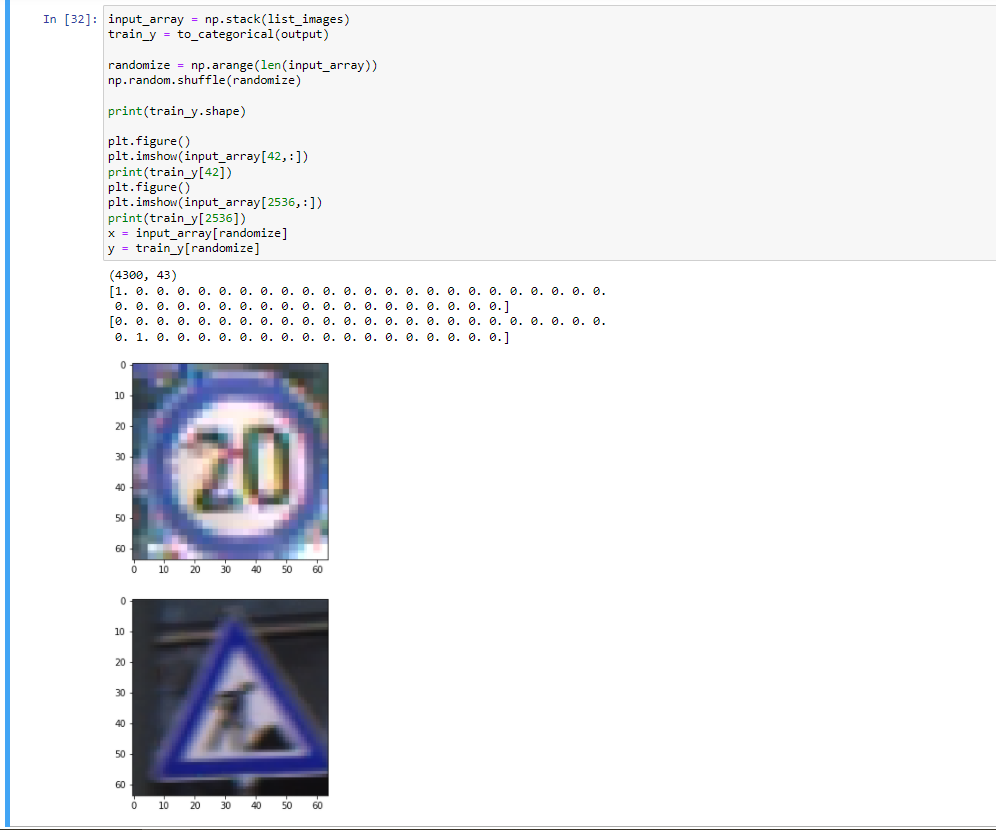 In [32]: input_array = np.stack(list_images)
train_y = to_categorical(output)
randomize = np.arange(len(input_array))
np.random.shuffle(randomize)
print(train_y.shape)
plt.figure()
plt.imshow(input_array[42,:])
print(train_y[42])
plt.figure()
plt.imshow(input_array[2536,:])
print(train_y[2536])
x = input_array[randomize]
y = train_y[randomize]
(4300, 43)
[1. 0. 0. 0. 0. 0. 0. 0. 0. 0. 0. 0. 0. 0. 0. 0. 0. 0. 0. 0. 0. 0. 0. 0.
0. 0. 0. 0. 0. 0. 0. 0. 0. 0. 0. 0. 0. 0. 0. 0. 0. 0. 0.]
[0. 0. 0. 0. 0. 0. 0. 0. 0. 0. 0. 0. 0. 0. 0. 0. 0. 0. 0. 0. 0. 0. 0. 0.
0. 1. 0. 0. 0. 0. 0. 0. 0. 0. 0. 0. 0. 0. 0. 0. 0. 0. 0.]
0
10
20
30
40
50
60
20
0 10 20 30 40 50 60
0
10
20
30
40
50
60
0 10 20 30 40 50 60